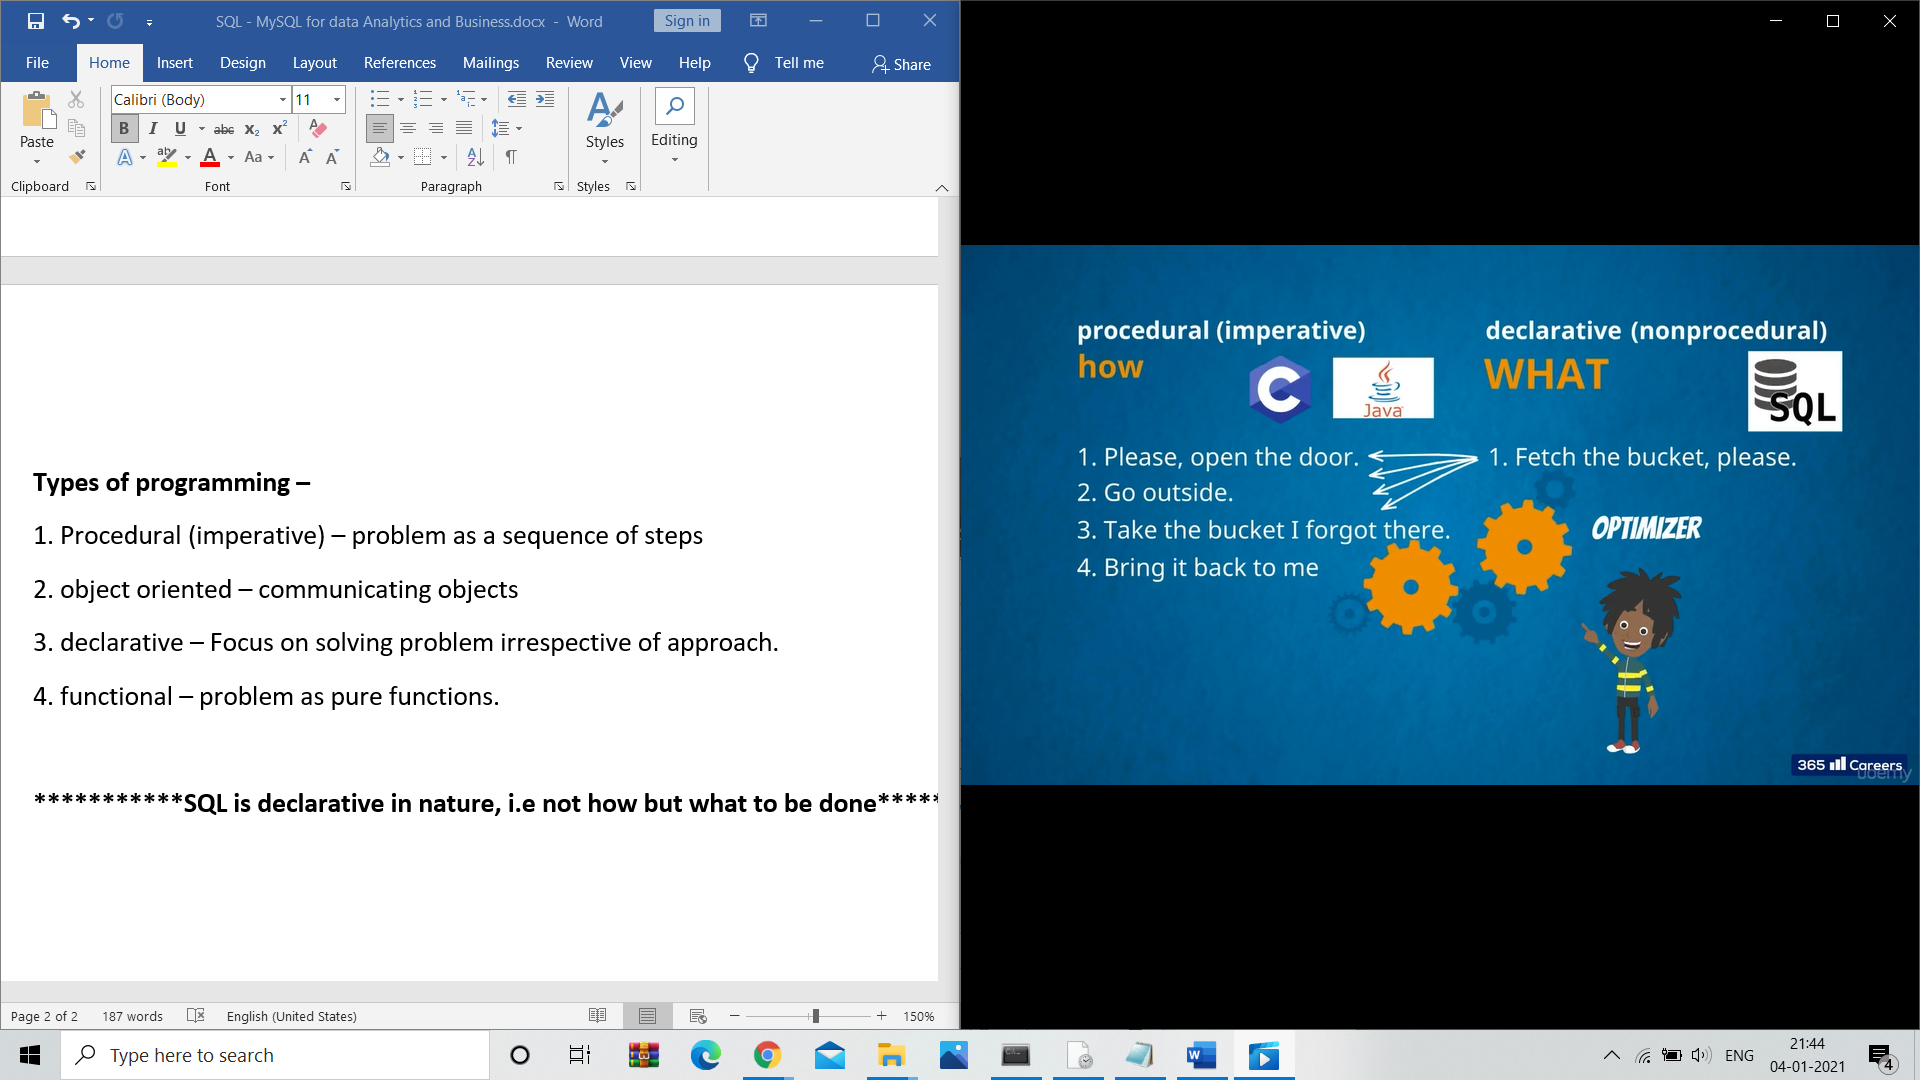 SQL - MySQL for data Analytics and Business.docx - Word
Sign in
File Home Insert Design Layout References Mailings Review View Help Tell me Share
Calibri (Body) 11
Paste
B I U abc X₂ X²
A ab A Aa A A
Styles
Editing
Clipboard Font Paragraph Styles
Types of programming –
1. Procedural (imperative) – problem as a sequence of steps
2. object oriented – communicating objects
3. declarative – Focus on solving problem irrespective of approach.
4. functional – problem as pure functions.
***********SQL is declarative in nature, i.e not how but what to be done*****
Page 2 of 2 187 words English (United States) 150%
procedural (imperative)
how
C
Java
1. Please, open the door.
2. Go outside.
3. Take the bucket I forgot there.
4. Bring it back to me
declarative (nonprocedural)
WHAT
SQL
1. Fetch the bucket, please.
OPTIMIZER
365 Careers
udemy
Type here to search
ENG
21:44
04-01-2021
4